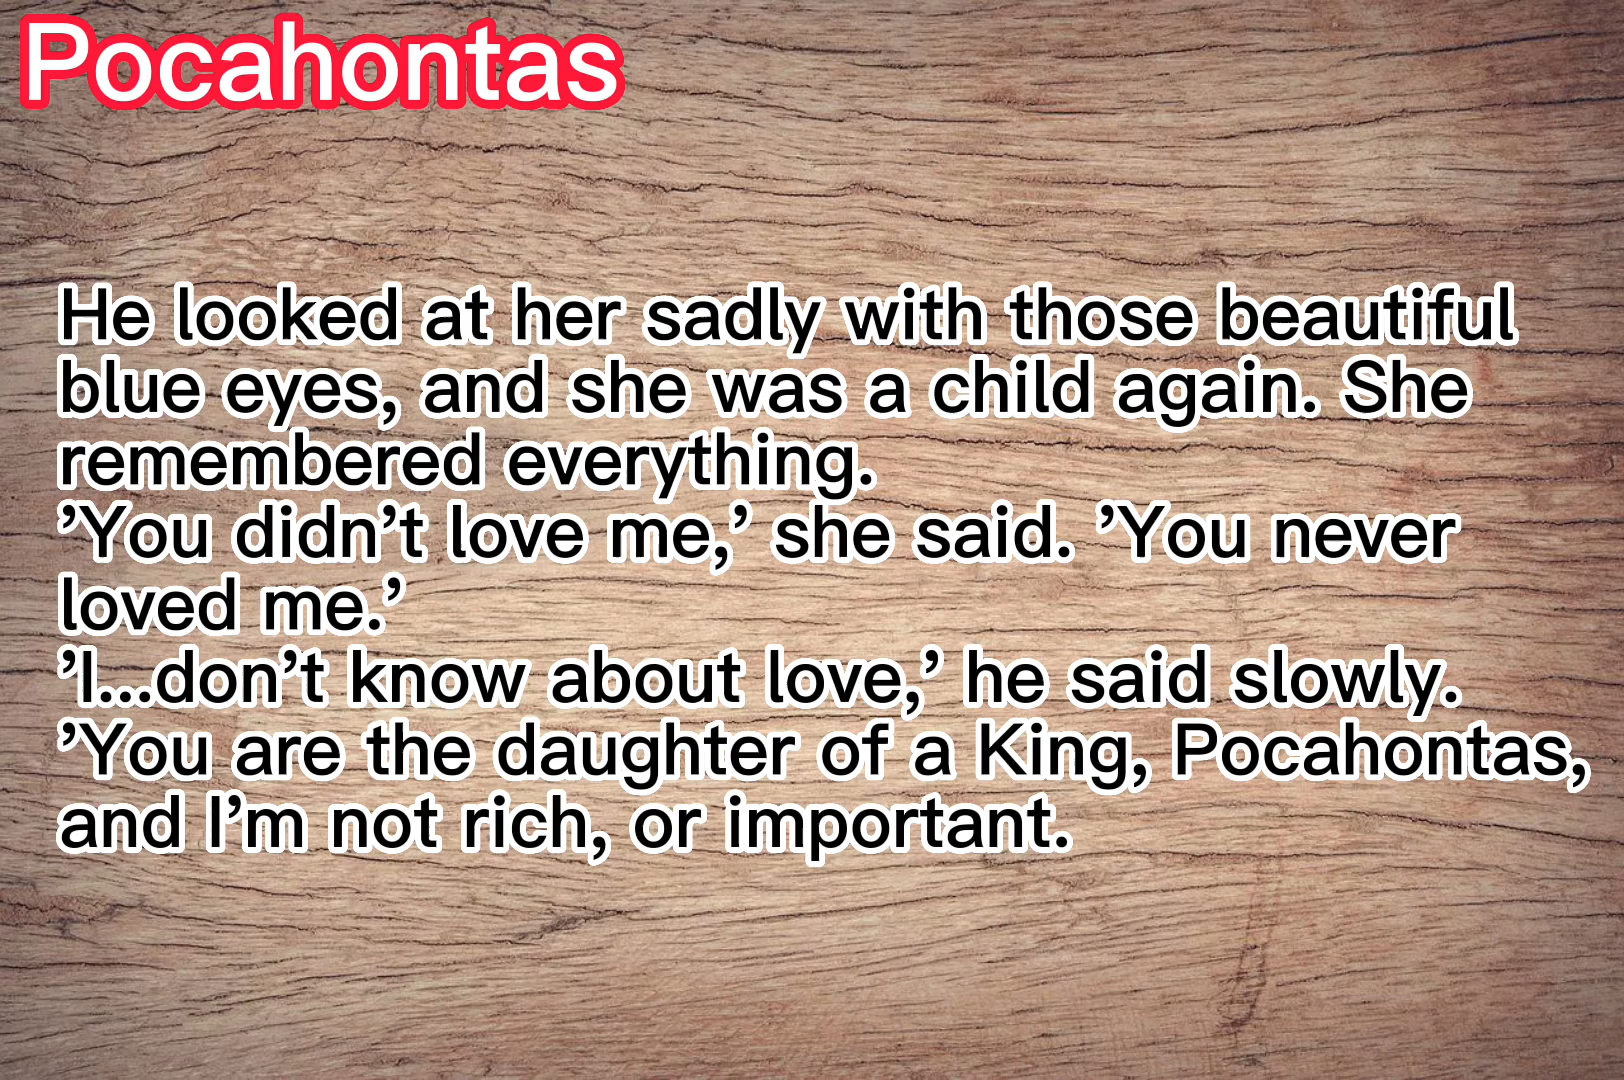 Pocahontas
He looked at her sadly with those beautiful
blue eyes, and she was a child again. She
remembered everything.
’You didn’t love me,’ she said. ’You never
loved me.’
’I...don’t know about love,’ he said slowly.
’You are the daughter of a King, Pocahontas,
and I’m not rich, or important.